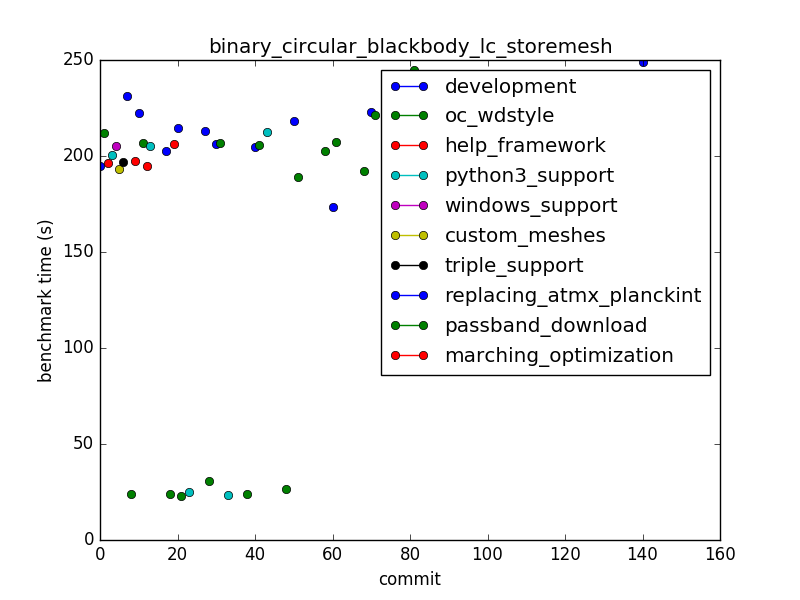 binary_circular_blackbody_lc_storemesh
250
200
150
100
50
0
benchmark time (s)
development
oc_wdstyle
help_framework
python3_support
windows_support
custom_meshes
triple_support
replacing_atmx_planckint
passband_download
marching_optimization
0 20 40 60 80 100 120 140 160
commit